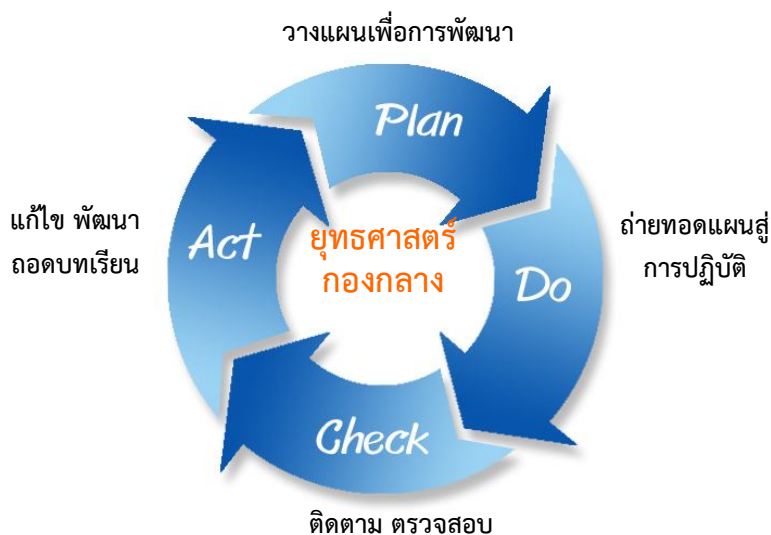 วางแผนเพื่อการพัฒนา
Plan
แก้ไข พัฒนา
ถอดบทเรียน
Act
ยุทธศาสตร์
กองกลาง
Do
ถ่ายทอดแผนสู่
การปฏิบัติ
Check
ติดตาม ตรวจสอบ